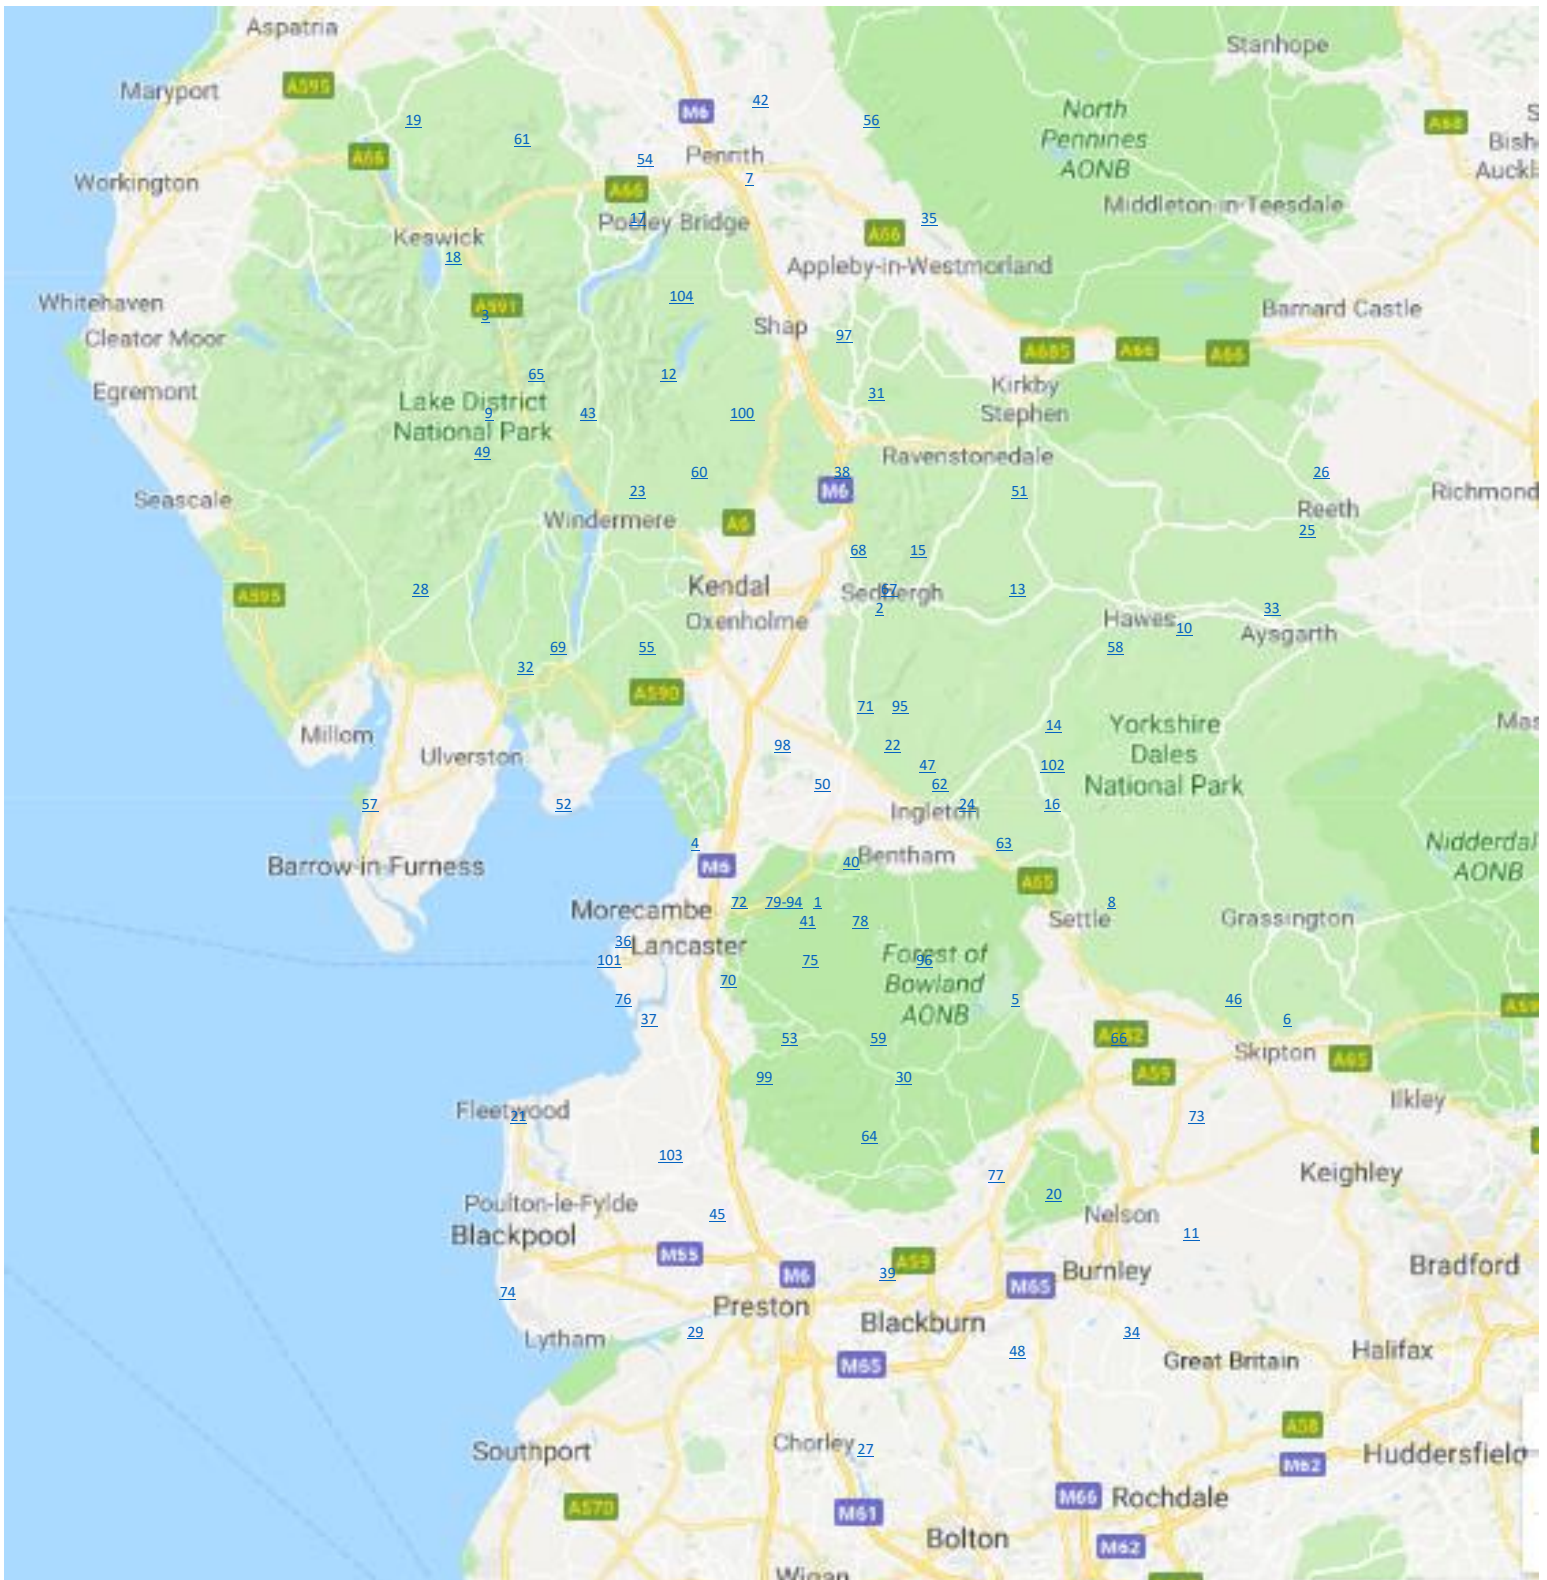 Aspatria
Stanhope
Maryport
A595
M6
42
19
61
56
North
Pennines
AONB
A68
S
Bish
Auckl
A66
54
Penrith
7
Workington
A66
17
Pooley Bridge
35
Middleton-in-Teesdale
A66
Keswick
18
Appleby-in-Westmorland
Whitehaven
104
A591
3
Shap
97
Barnard Castle
Cleator Moor
A685
A66
A66
Egremont
65
12
31
Kirkby
Stephen
Lake District
National Park
9
43
100
49
Ravenstonedale
60
38
M6
26
Seascale
23
51
Richmond
Reeth
25
Windermere
A6
68
15
A595
28
Kendal
Sedbergh
67
2
13
Oxenholme
Hawes
10
33
Aysgarth
58
69
55
32
A590
71
95
14
Yorkshire
Dales
National Park
Mas
Millom
Ulverston
98
22
47
102
50
62
57
52
Ingleton
24
16
4
63
Nidderdal
AONB
Barrow-in-Furness
M6
40
Bentham
A65
Morecambe
72
79-94
1
8
41
78
Settle
Grassington
36
Lancaster
101
75
Forest of
Bowland
AONB
96
70
76
37
5
46
A59
6
53
59
66
Skipton
A65
99
30
A59
Ilkley
Fleetwood
21
73
64
103
77
Keighley
20
Poulton-le-Fylde
45
Nelson
Blackpool
11
M55
M6
39
A59
M65
Burnley
Bradford
74
Preston
Blackburn
Lytham
29
34
48
M65
Great Britain
Halifax
A58
Southport
Chorley
27
M62
Huddersfield
A570
M61
M66
Rochdale
Bolton
M62
Wigan